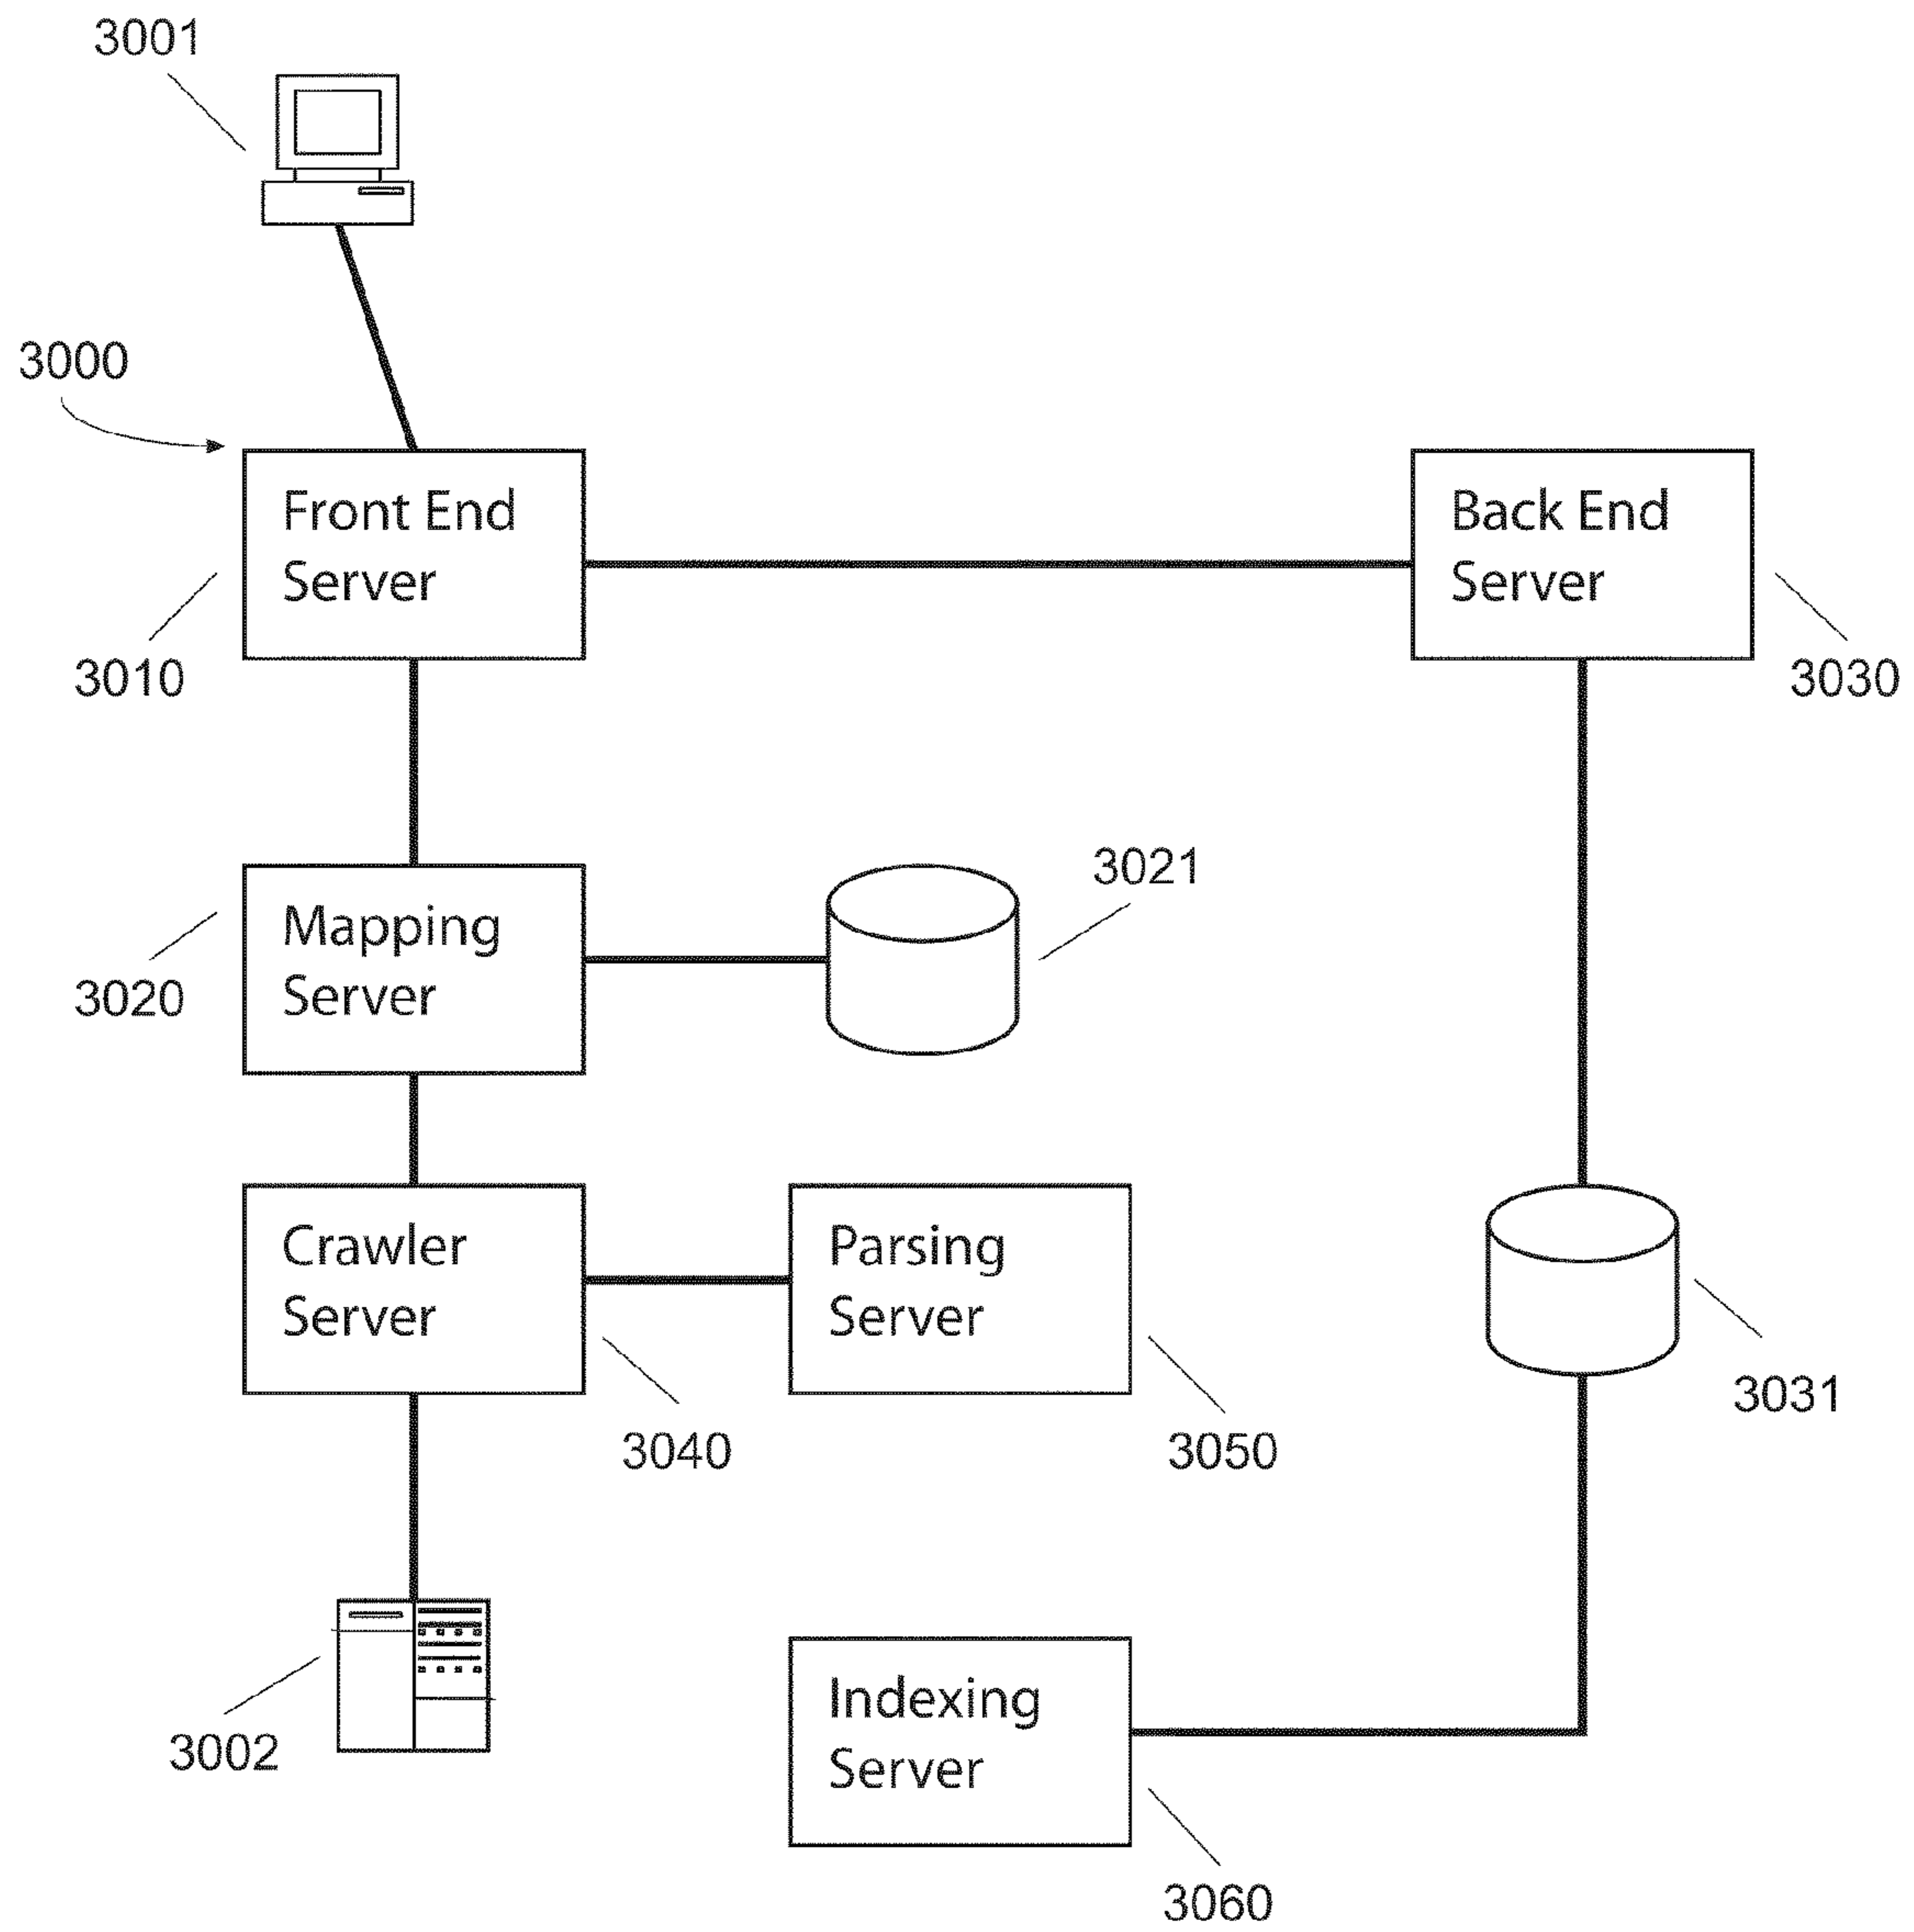 3001
3000
Front End
Server
3010
Back End
Server
3030
Mapping
Server
3020
3021
Crawler
Server
3040
Parsing
Server
3050
3031
3002
Indexing
Server
3060